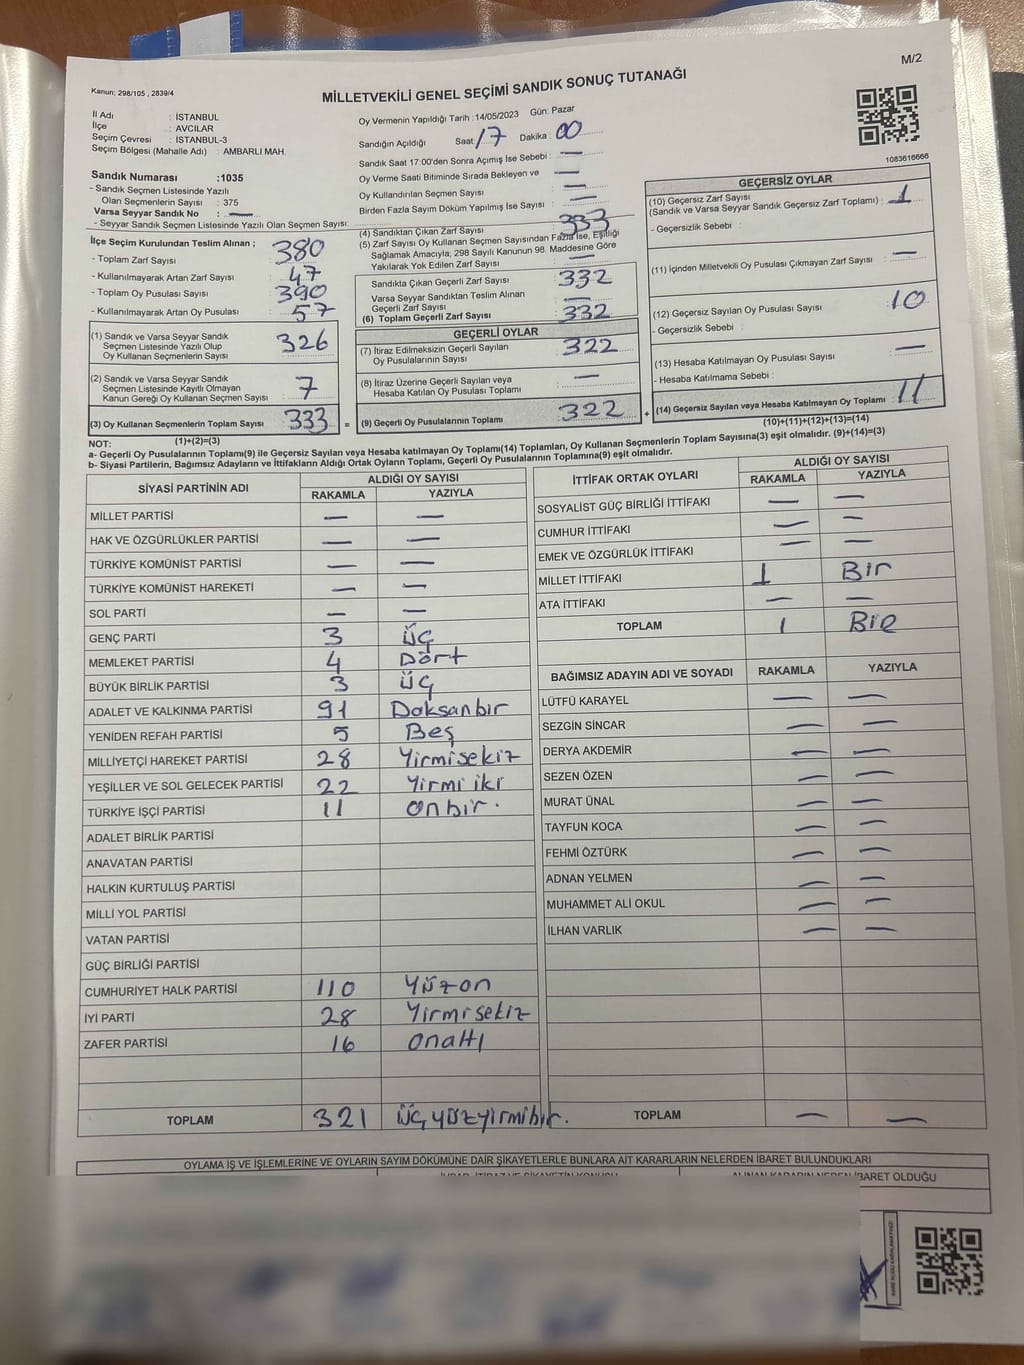 M/2
Kanun; 298/105 , 2839/4
MİLLETVEKİLİ GENEL SEÇİMİ SANDIK SONUÇ TUTANAĞI
İl Adı : İSTANBUL
İlçe : AVCILAR
Seçim Çevresi : İSTANBUL-3
Seçim Bölgesi (Mahalle Adı) : AMBARLI MAH.
Sandık Numarası :1035
- Sandık Seçmen Listesinde Yazılı
Olan Seçmenlerin Sayısı : 375
Varsa Seyyar Sandık No : —
- Seyyar Sandık Seçmen Listesinde Yazılı Olan Seçmen Sayısı:
Oy Vermenin Yapıldığı Tarih : 14/05/2023 Gün: Pazar
Sandığın Açıldığı Saat: 17 Dakika : 00
Sandık Saat 17:00'den Sonra Açımış İse Sebebi : —
Oy Verme Saati Bitiminde Sırada Bekleyen ve
Oy Kullandırılan Seçmen Sayısı —
Birden Fazla Sayım Döküm Yapılmış İse Sayısı : —
1083616666
İlçe Seçim Kurulundan Teslim Alınan ;
- Toplam Zarf Sayısı : 380
- Kullanılmayarak Artan Zarf Sayısı : 47
- Toplam Oy Pusulası Sayısı : 390
- Kullanılmayarak Artan Oy Pusulası : 57
(1) Sandık ve Varsa Seyyar Sandık
Seçmen Listesinde Yazılı Olup
Oy Kullanan Seçmenlerin Sayısı : 326
(2) Sandık ve Varsa Seyyar Sandık
Seçmen Listesinde Kayıtlı Olmayan
Kanun Gereği Oy Kullanan Seçmen Sayısı : 7
(3) Oy Kullanan Seçmenlerin Toplam Sayısı : 333 =
(1)+(2)=(3)
(4) Sandıktan Çıkan Zarf Sayısı : 333
(5) Zarf Sayısı Oy Kullanan Seçmen Sayısından Fazla İse, Eşitliği
Sağlamak Amacıyla, 298 Sayılı Kanunun 98. Maddesine Göre
Yakılarak Yok Edilen Zarf Sayısı : —
Sandıkta Çıkan Geçerli Zarf Sayısı : 332
Varsa Seyyar Sandıktan Teslim Alınan
Geçerli Zarf Sayısı : —
(6) Toplam Geçerli Zarf Sayısı : 332
GEÇERLİ OYLAR
(7) İtiraz Edilmeksizin Geçerli Sayılan
Oy Pusulalarının Sayısı : 322
(8) İtiraz Üzerine Geçerli Sayılan veya
Hesaba Katılan Oy Pusulası Toplamı : —
(9) Geçerli Oy Pusulalarının Toplamı : 322 +
GEÇERSİZ OYLAR
(10) Geçersiz Zarf Sayısı
(Sandık ve Varsa Seyyar Sandık Geçersiz Zarf Toplamı) : 1
- Geçersizlik Sebebi :
(11) İçinden Milletvekili Oy Pusulası Çıkmayan Zarf Sayısı : —
(12) Geçersiz Sayılan Oy Pusulası Sayısı : 10
- Geçersizlik Sebebi :
(13) Hesaba Katılmayan Oy Pusulası Sayısı : —
- Hesaba Katılmama Sebebi :
(14) Geçersiz Sayılan veya Hesaba Katılmayan Oy Toplamı : 11
(10)+(11)+(12)+(13)=(14)
NOT:
a- Geçerli Oy Pusulalarının Toplamı(9) ile Geçersiz Sayılan veya Hesaba katılmayan Oy Toplamı(14) Toplamları, Oy Kullanan Seçmenlerin Toplam Sayısına(3) eşit olmalıdır. (9)+(14)=(3)
b- Siyasi Partilerin, Bağımsız Adayların ve İttifakların Aldığı Ortak Oyların Toplamı, Geçerli Oy Pusulalarının Toplamına(9) eşit olmalıdır.
SİYASİ PARTİNİN ADI ALDIĞI OY SAYISI
RAKAMLA YAZIYLA
MİLLET PARTİSİ — —
HAK VE ÖZGÜRLÜKLER PARTİSİ — —
TÜRKİYE KOMÜNİST PARTİSİ — —
TÜRKİYE KOMÜNİST HAREKETİ — —
SOL PARTİ — —
GENÇ PARTİ 3 Üç
MEMLEKET PARTİSİ 4 Dört
BÜYÜK BİRLİK PARTİSİ 3 Üç
ADALET VE KALKINMA PARTİSİ 91 Doksanbir
YENİDEN REFAH PARTİSİ 5 Beş
MİLLİYETÇİ HAREKET PARTİSİ 28 Yirmisekiz
YEŞİLLER VE SOL GELECEK PARTİSİ 22 Yirmi iki
TÜRKİYE İŞÇİ PARTİSİ 11 onbir.
ADALET BİRLİK PARTİSİ
ANAVATAN PARTİSİ
HALKIN KURTULUŞ PARTİSİ
MİLLİ YOL PARTİSİ
VATAN PARTİSİ
GÜÇ BİRLİĞİ PARTİSİ
CUMHURİYET HALK PARTİSİ 110 Yüzon
İYİ PARTİ 28 Yirmisekiz
ZAFER PARTİSİ 16 onaltı
TOPLAM 321 Üçyüzyirmibir.
İTTİFAK ORTAK OYLARI ALDIĞI OY SAYISI
RAKAMLA YAZIYLA
SOSYALİST GÜÇ BİRLİĞİ İTTİFAKI — —
CUMHUR İTTİFAKI — —
EMEK VE ÖZGÜRLÜK İTTİFAKI — —
MİLLET İTTİFAKI 1 Bir
ATA İTTİFAKI — —
TOPLAM 1 Bir
BAĞIMSIZ ADAYIN ADI VE SOYADI RAKAMLA YAZIYLA
LÜTFÜ KARAYEL — —
SEZGİN SİNCAR — —
DERYA AKDEMİR — —
SEZEN ÖZEN — —
MURAT ÜNAL — —
TAYFUN KOCA — —
FEHMİ ÖZTÜRK — —
ADNAN YELMEN — —
MUHAMMET ALİ OKUL — —
İLHAN VARLIK — —
TOPLAM — —
OYLAMA İŞ VE İŞLEMLERİNE VE OYLARIN SAYIM DÖKÜMÜNE DAİR ŞİKAYETLERLE BUNLARA AİT KARARLARIN NELERDEN İBARET BULUNDUKLARI
ALINAN KARARIN NEDEN İBARET OLDUĞU